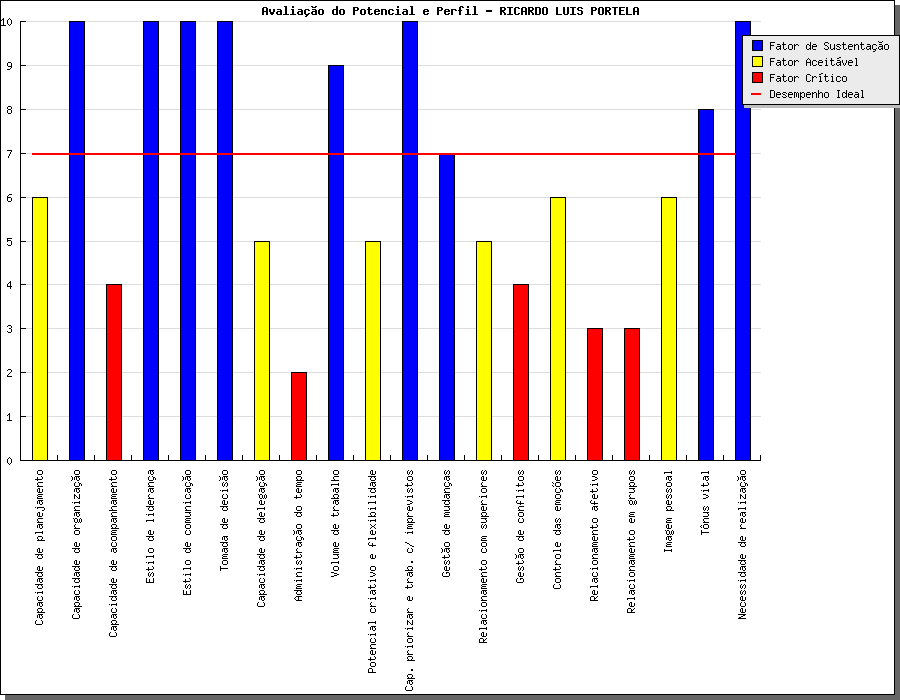 Avaliação do Potencial e Perfil - RICARDO LUIS PORTELA
Fator de Sustentação
Fator Aceitável
Fator Crítico
Desempenho Ideal
10
9
8
7
6
5
4
3
2
1
0
Capacidade de planejamento
Capacidade de organização
Capacidade de acompanhamento
Estilo de liderança
Estilo de comunicação
Tomada de decisão
Capacidade de delegação
Administração do tempo
Volume de trabalho
Potencial criativo e flexibilidade
Cap. priorizar e trab. c/ imprevistos
Gestão de mudanças
Relacionamento com superiores
Gestão de conflitos
Controle das emoções
Relacionamento afetivo
Relacionamento em grupos
Imagem pessoal
Tônus vital
Necessidade de realização